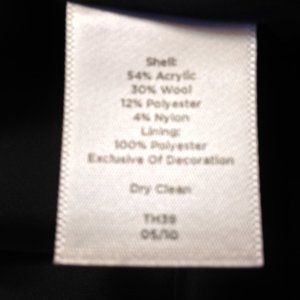 Shell:
54% Acrylic
30% Wool
12% Polyester
4% Nylon
Lining:
100% Polyester
Exclusive Of Decoration
Dry Clean
TH38
05/10